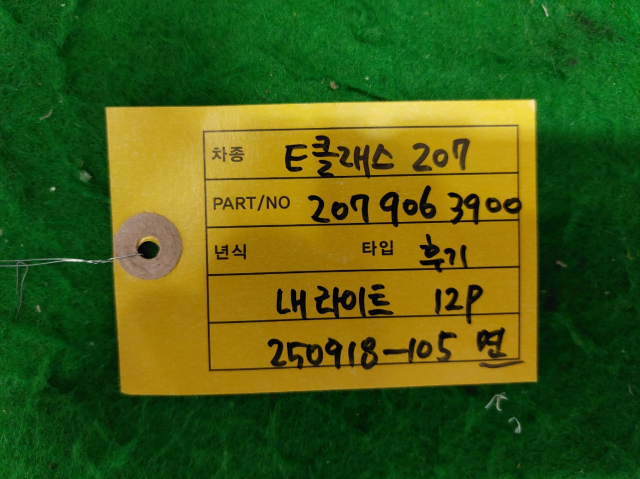 차종 E클래스 207
PART/NO 207 906 3900
년식 타입 후기
내라이트 12P
250918-105 면